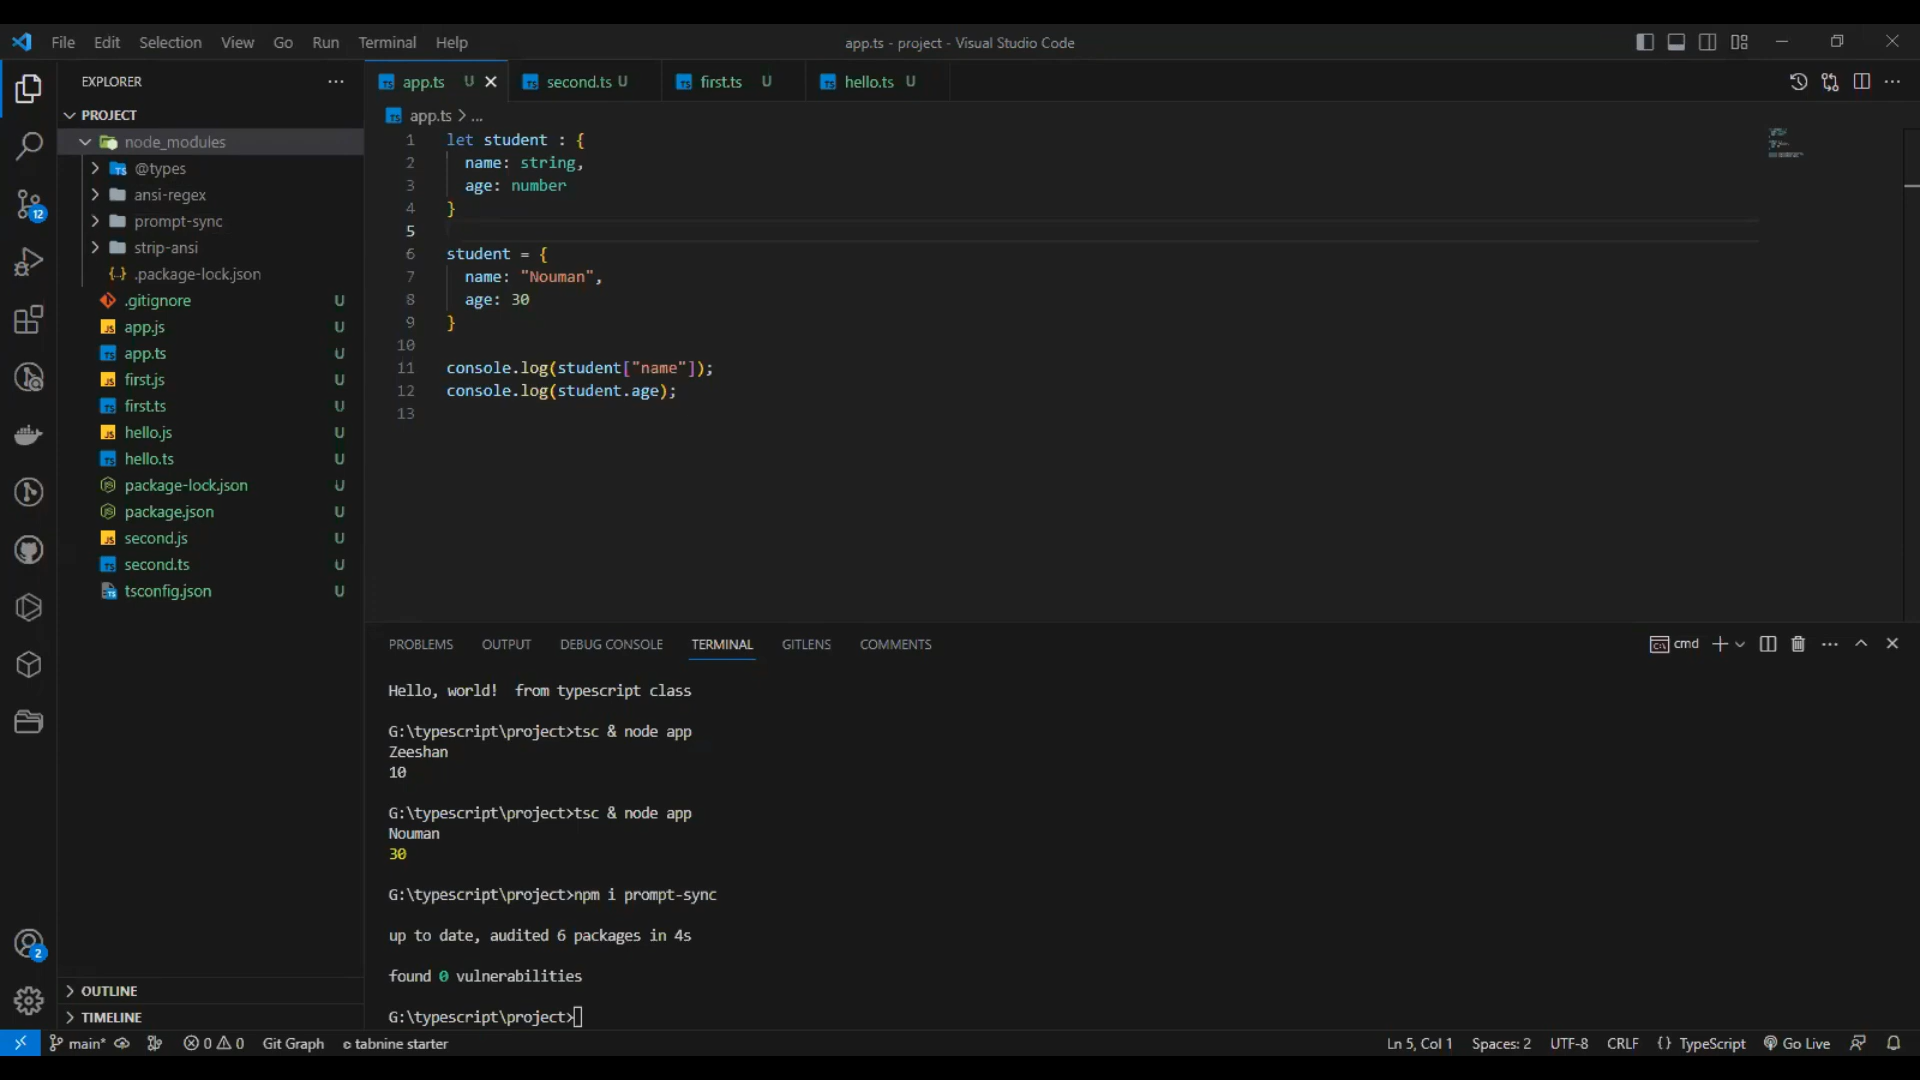 File Edit Selection View Go Run Terminal Help
app.ts - project - Visual Studio Code
EXPLORER
PROJECT
node_modules
@types
ansi-regex
prompt-sync
strip-ansi
.package-lock.json
.gitignore U
app.js U
app.ts U
first.js U
first.ts U
hello.js U
hello.ts U
package-lock.json U
package.json U
second.js U
second.ts U
tsconfig.json U
OUTLINE
TIMELINE
12
2
app.ts U second.ts U first.ts U hello.ts U
app.ts > ...
1 let student : {
2 name: string,
3 age: number
4 }
5
6 student = {
7 name: "Nouman",
8 age: 30
9 }
10
11 console.log(student["name"]);
12 console.log(student.age);
13
PROBLEMS OUTPUT DEBUG CONSOLE TERMINAL GITLENS COMMENTS
cmd
Hello, world!  from typescript class
G:\typescript\project>tsc & node app
Zeeshan
10
G:\typescript\project>tsc & node app
Nouman
30
G:\typescript\project>npm i prompt-sync
up to date, audited 6 packages in 4s
found 0 vulnerabilities
G:\typescript\project>
main* 0 0 Git Graph tabnine starter
Ln 5, Col 1 Spaces: 2 UTF-8 CRLF {} TypeScript Go Live